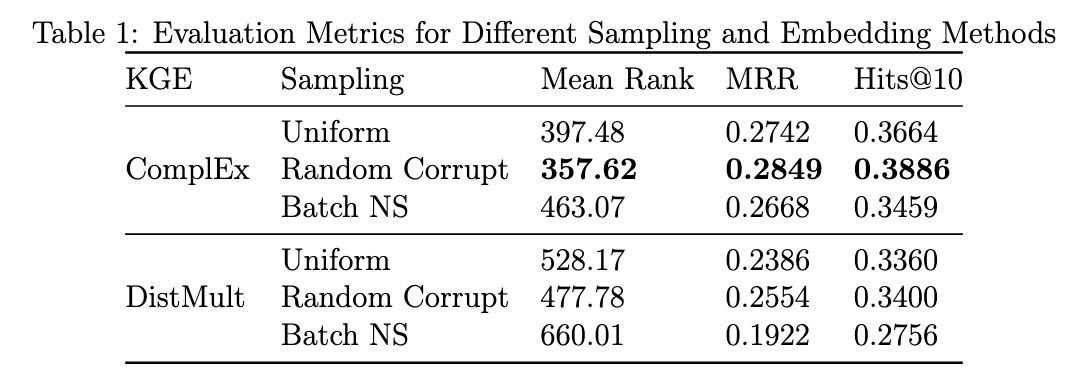 Table 1: Evaluation Metrics for Different Sampling and Embedding Methods
KGE Sampling Mean Rank MRR Hits@10
Uniform 397.48 0.2742 0.3664
ComplEx Random Corrupt 357.62 0.2849 0.3886
Batch NS 463.07 0.2668 0.3459
Uniform 528.17 0.2386 0.3360
DistMult Random Corrupt 477.78 0.2554 0.3400
Batch NS 660.01 0.1922 0.2756